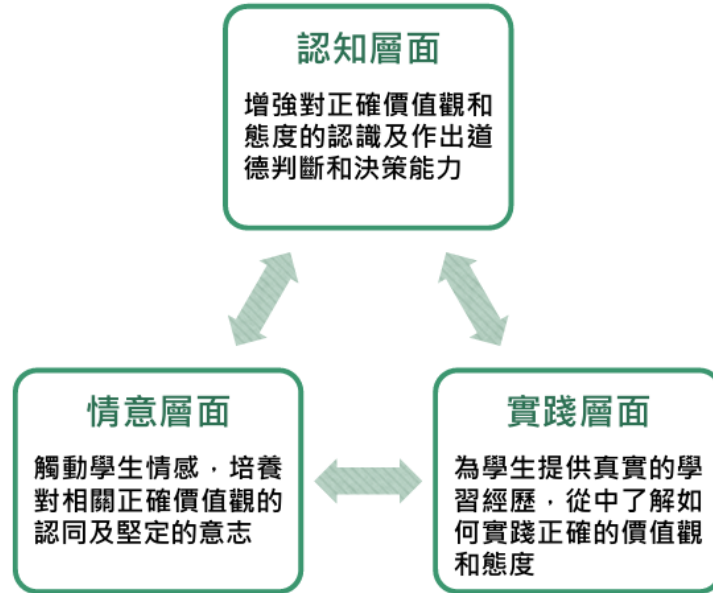 認知層面
增強對正確價值觀和
態度的認識及作出道
德判斷和決策能力
情意層面
觸動學生情感，培養
對相關正確價值觀的
認同及堅定的意志
實踐層面
為學生提供真實的學
習經歷，從中了解如
何實踐正確的價值觀
和態度